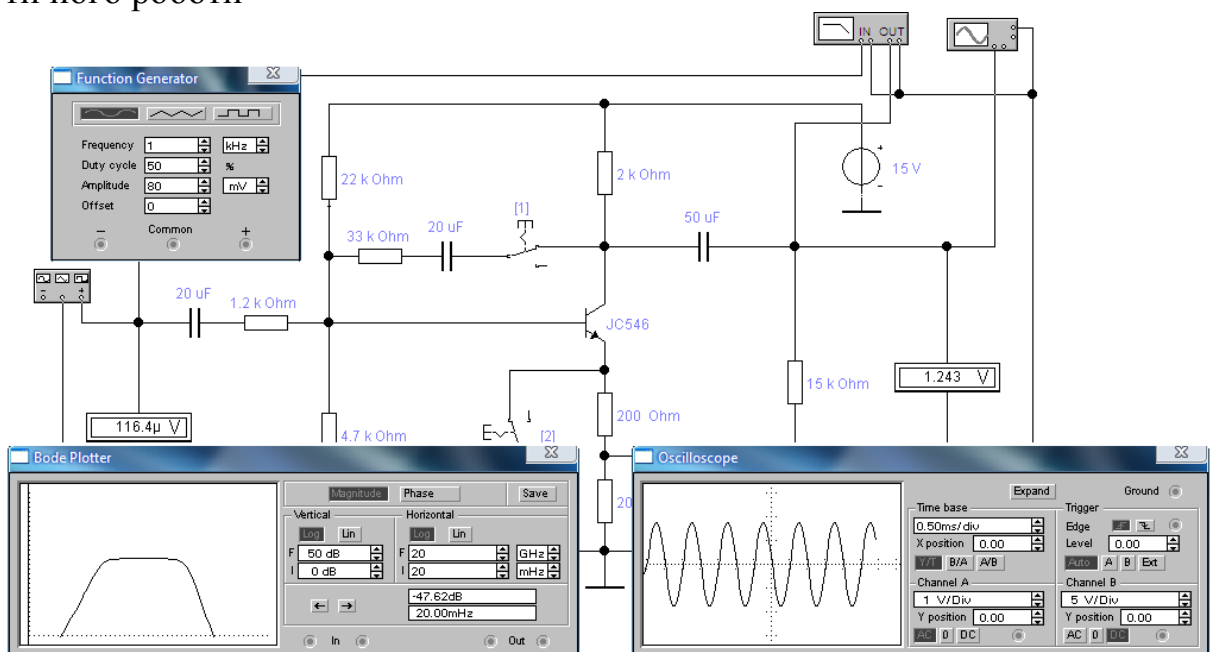 ги його роботи
IN OUT
Function Generator
Frequency 1 kHz
Duty cycle 50 %
Amplitude 80 mV
Offset 0
− Common +
22 k Ohm
2 k Ohm
+
15 V
-
[1]
33 k Ohm
20 uF
50 uF
20 uF
1.2 k Ohm
- +
JC546
15 k Ohm
1.243 V
116.4µ V
4.7 k Ohm
200 Ohm
[2]
20
Bode Plotter
Magnitude Phase Save
Vertical Horizontal
Log Lin Log Lin
F 50 dB F 20 GHz
I 0 dB I 20 mHz
← →
-47.62dB
20.00mHz
In Out
Oscilloscope
Expand Ground
Time base Trigger
0.50ms/div Edge
X position 0.00 Level 0.00
Y/T B/A A/B Auto A B Ext
Channel A Channel B
1 V/Div 5 V/Div
Y position 0.00 Y position 0.00
AC 0 DC AC 0 DC